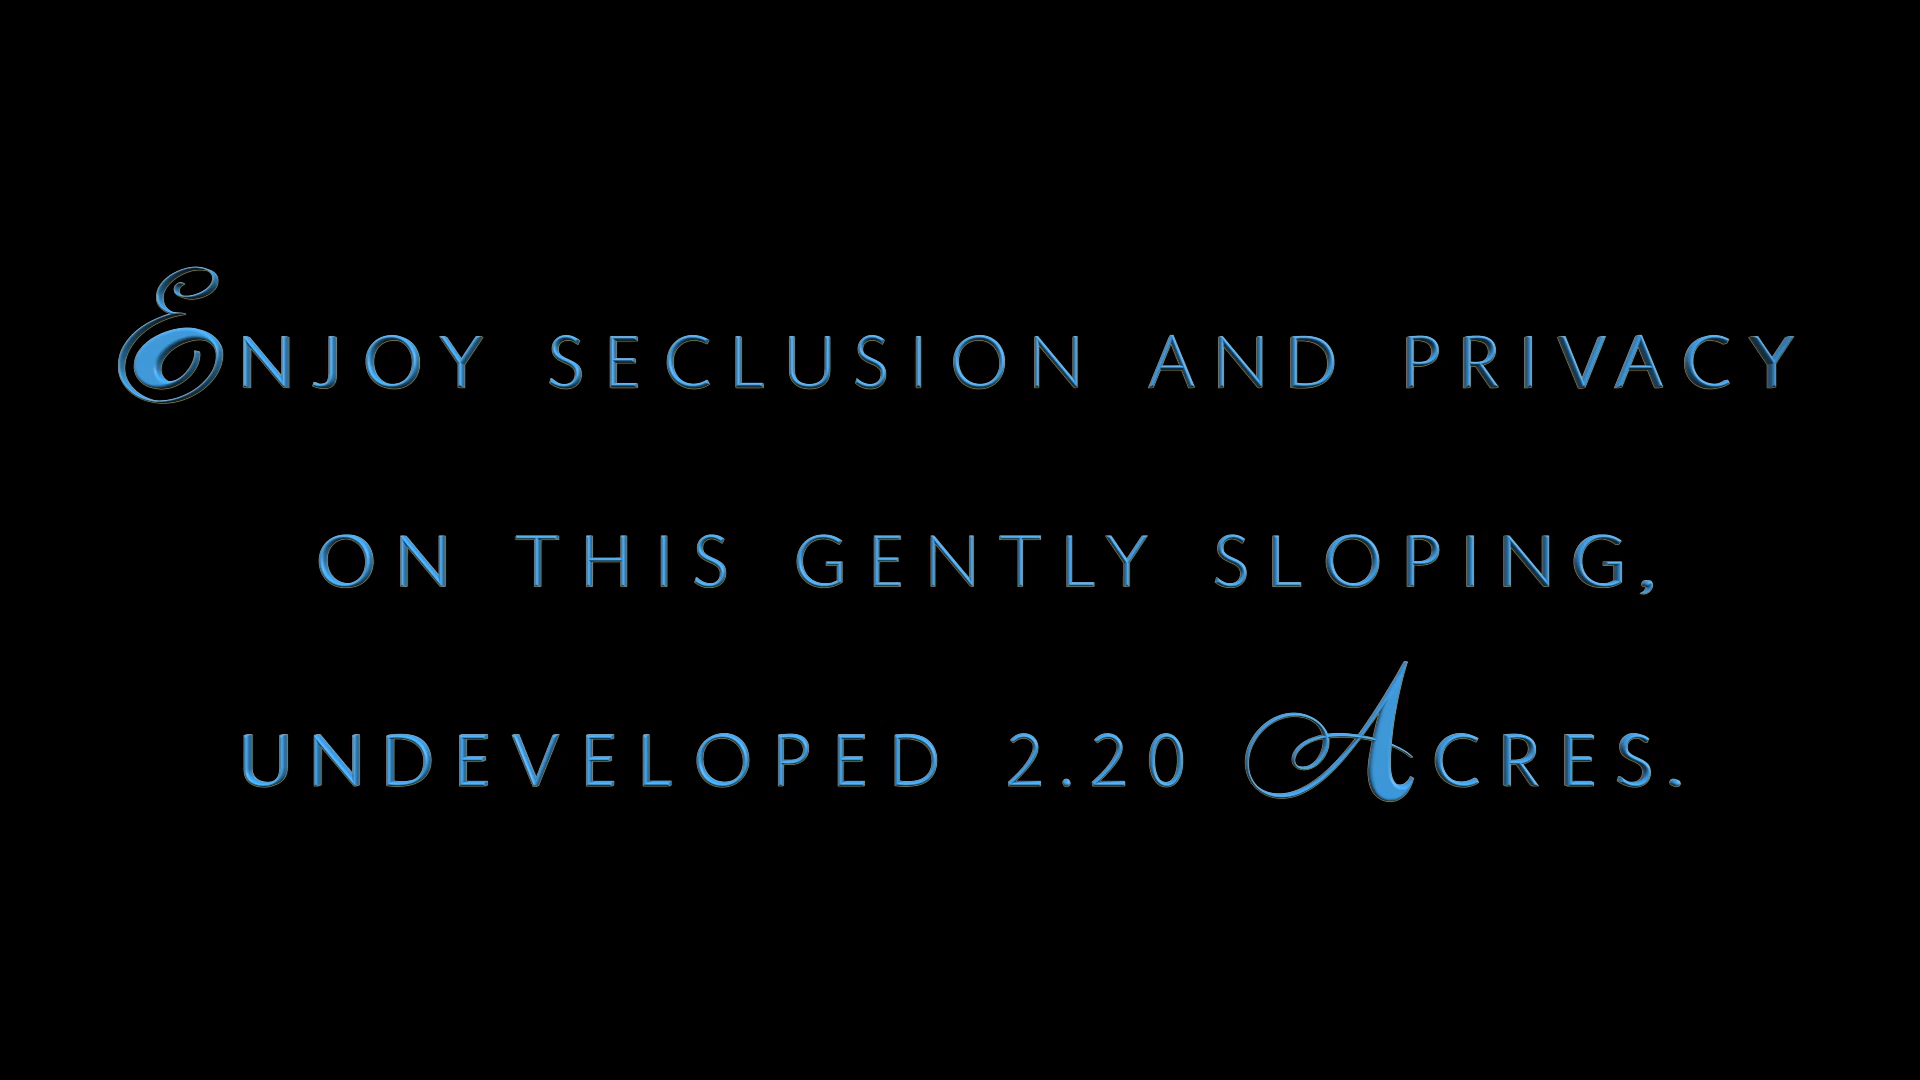 Enjoy seclusion and privacy
on this gently sloping,
undeveloped 2.20 Acres.